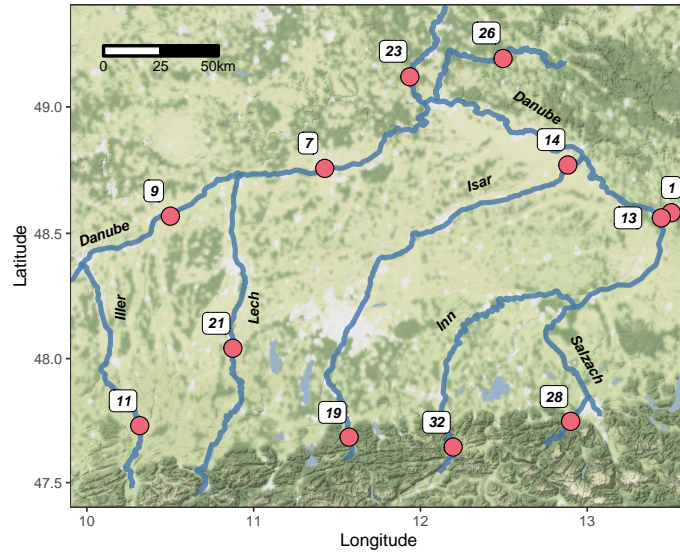 26
23
0 25 50km
49.0
Danube
7
14
Isar
9
1
13
Danube
48.5
Latitude
Iller
Lech
Inn
21
Salzach
48.0
11
19
32
28
47.5
10 11 12 13
Longitude